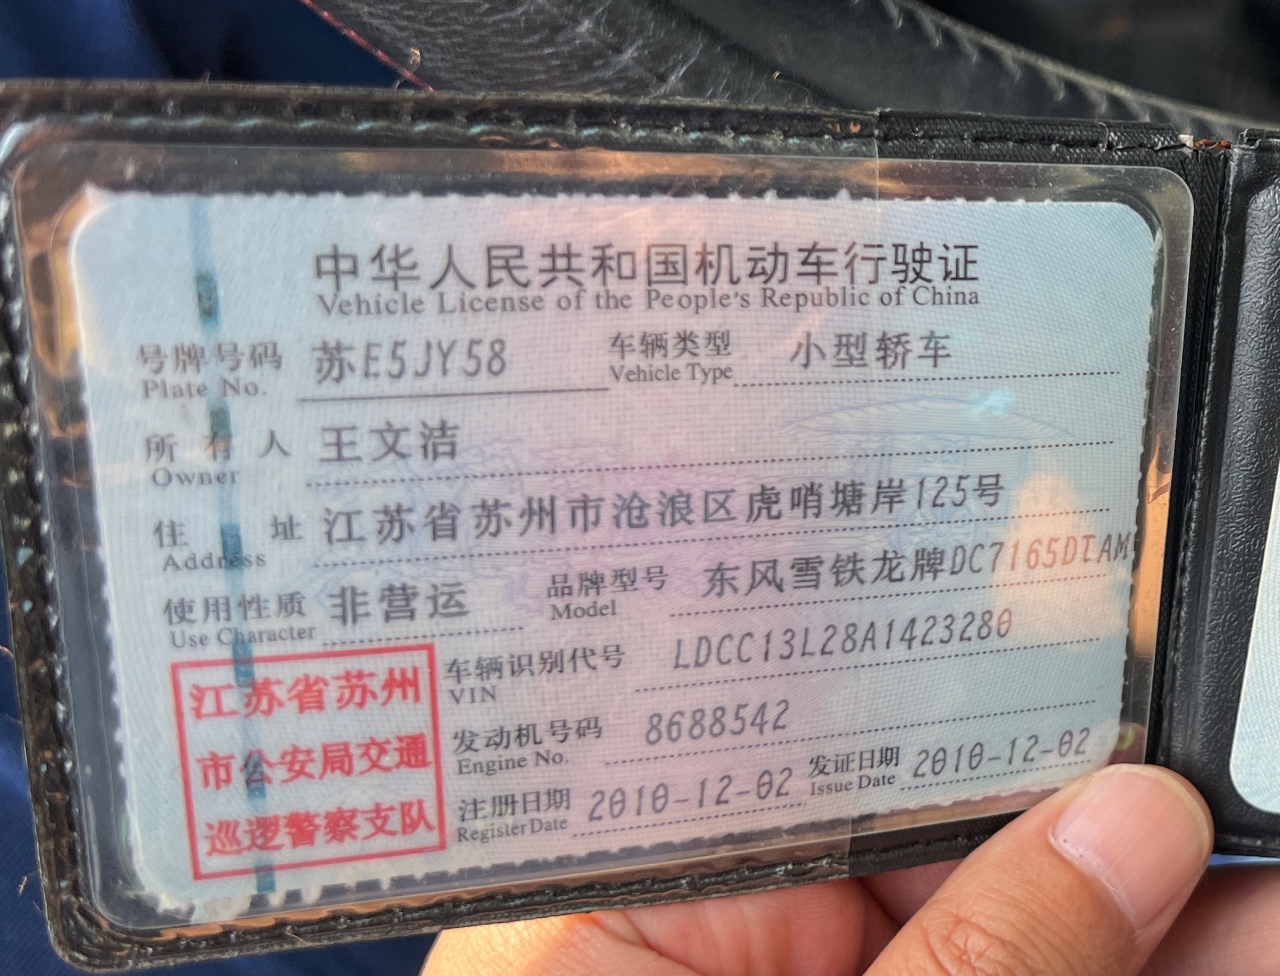 中华人民共和国机动车行驶证
Vehicle License of the People's Republic of China
号牌号码 苏E5JY58 车辆类型 小型轿车
Plate No. Vehicle Type
所有人 王文洁
Owner
住址 江苏省苏州市沧浪区虎哨塘岸125号
Address
使用性质 非营运 品牌型号 东风雪铁龙牌DC7165DTAM
Use Character Model
车辆识别代号 LDCC13L28A1423280
VIN
发动机号码 8688542
Engine No.
注册日期 2010-12-02 发证日期 2010-12-02
Register Date Issue Date
江苏省苏州
市公安局交通
巡逻警察支队